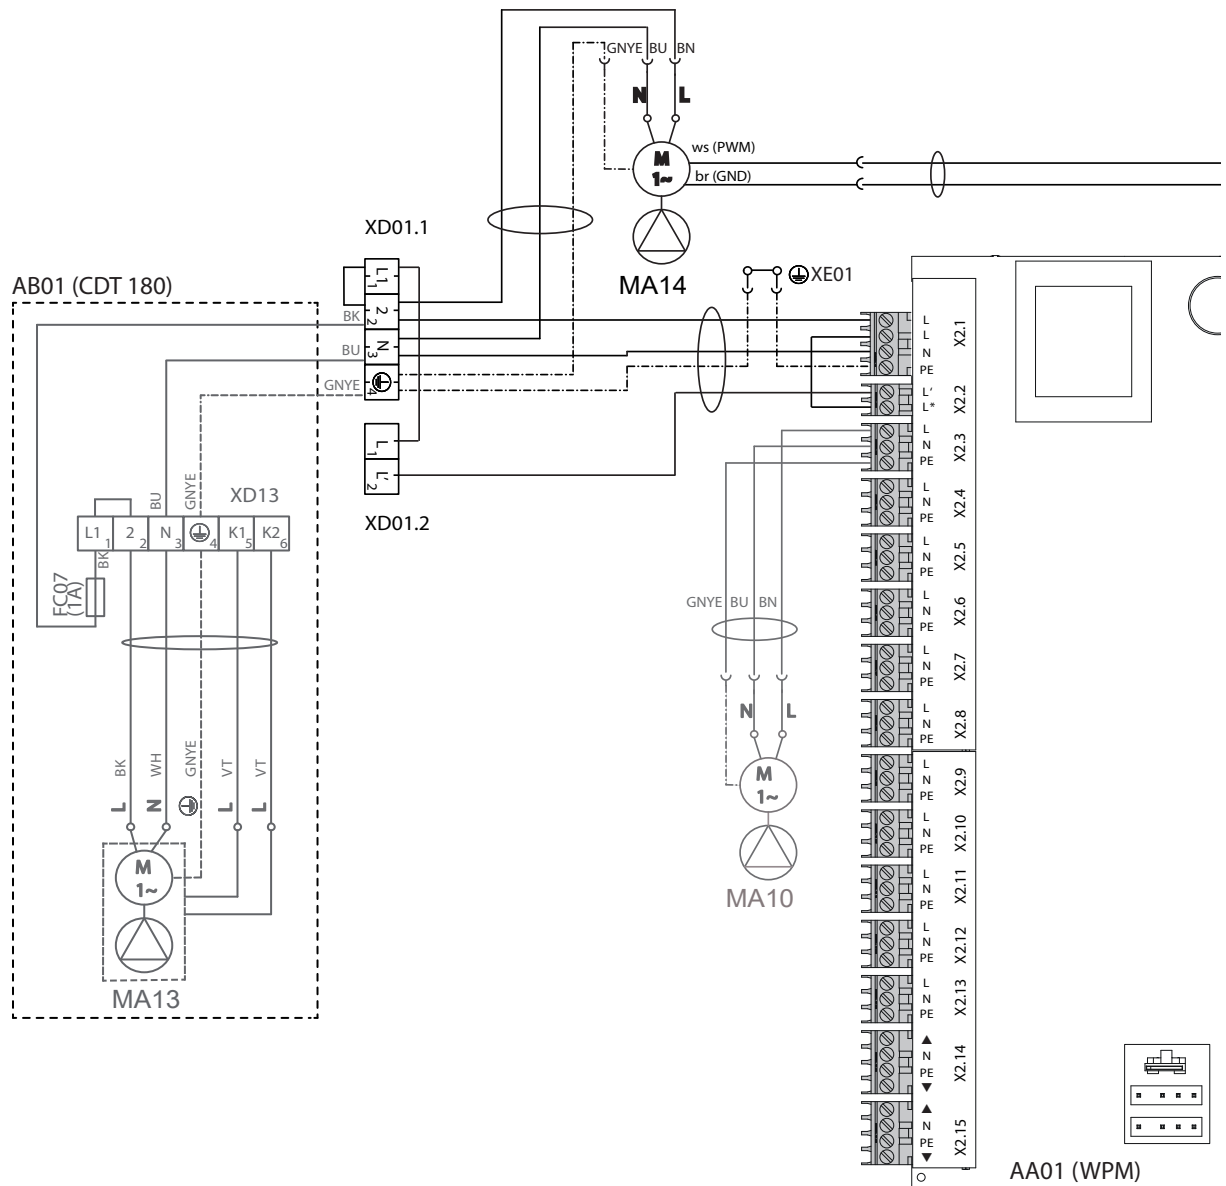 GNYE BU BN
N L
M
1~
ws (PWM)
br (GND)
MA14
XD01.1
L1 1
2 2
N 3
4
L 1
L' 2
XD01.2
XE01
AB01 (CDT 180)
BK
BU
GNYE
BU
GNYE
XD13
L1 1
2 2
N 3
4
K1 5
K2 6
BK
FC07
(1A)
BK
WH
GNYE
VT
VT
L
N
L
L
M
1~
MA13
GNYE BU BN
N L
M
1~
MA10
L
L
N
PE
X2.1
L'
L*
X2.2
L
N
PE
X2.3
L
N
PE
X2.4
L
N
PE
X2.5
L
N
PE
X2.6
L
N
PE
X2.7
L
N
PE
X2.8
L
N
PE
X2.9
L
N
PE
X2.10
L
N
PE
X2.11
L
N
PE
X2.12
L
N
PE
X2.13
▲
N
PE
▼
X2.14
▲
N
PE
▼
X2.15
AA01 (WPM)